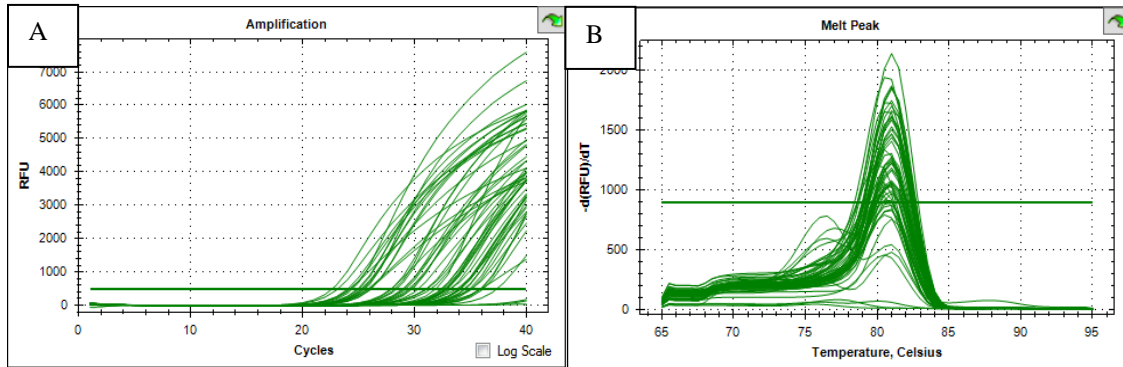 A
Amplification
7000
6000
5000
4000
3000
2000
1000
0
RFU
0 10 20 30 40
Cycles
Log Scale
B
Melt Peak
2000
1500
1000
500
0
-d(RFU)/dT
65 70 75 80 85 90 95
Temperature, Celsius